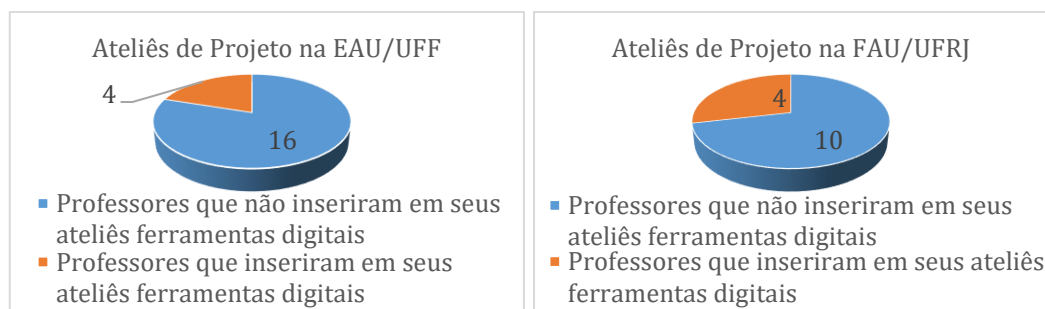 Ateliês de Projeto na EAU/UFF
4
16
Professores que não inseriram em seus
ateliês ferramentas digitais
Professores que inseriram em seus
ateliês ferramentas digitais
Ateliês de Projeto na FAU/UFRJ
4
10
Professores que não inseriram em seus
ateliês ferramentas digitais
Professores que inseriram em seus ateliês
ferramentas digitais